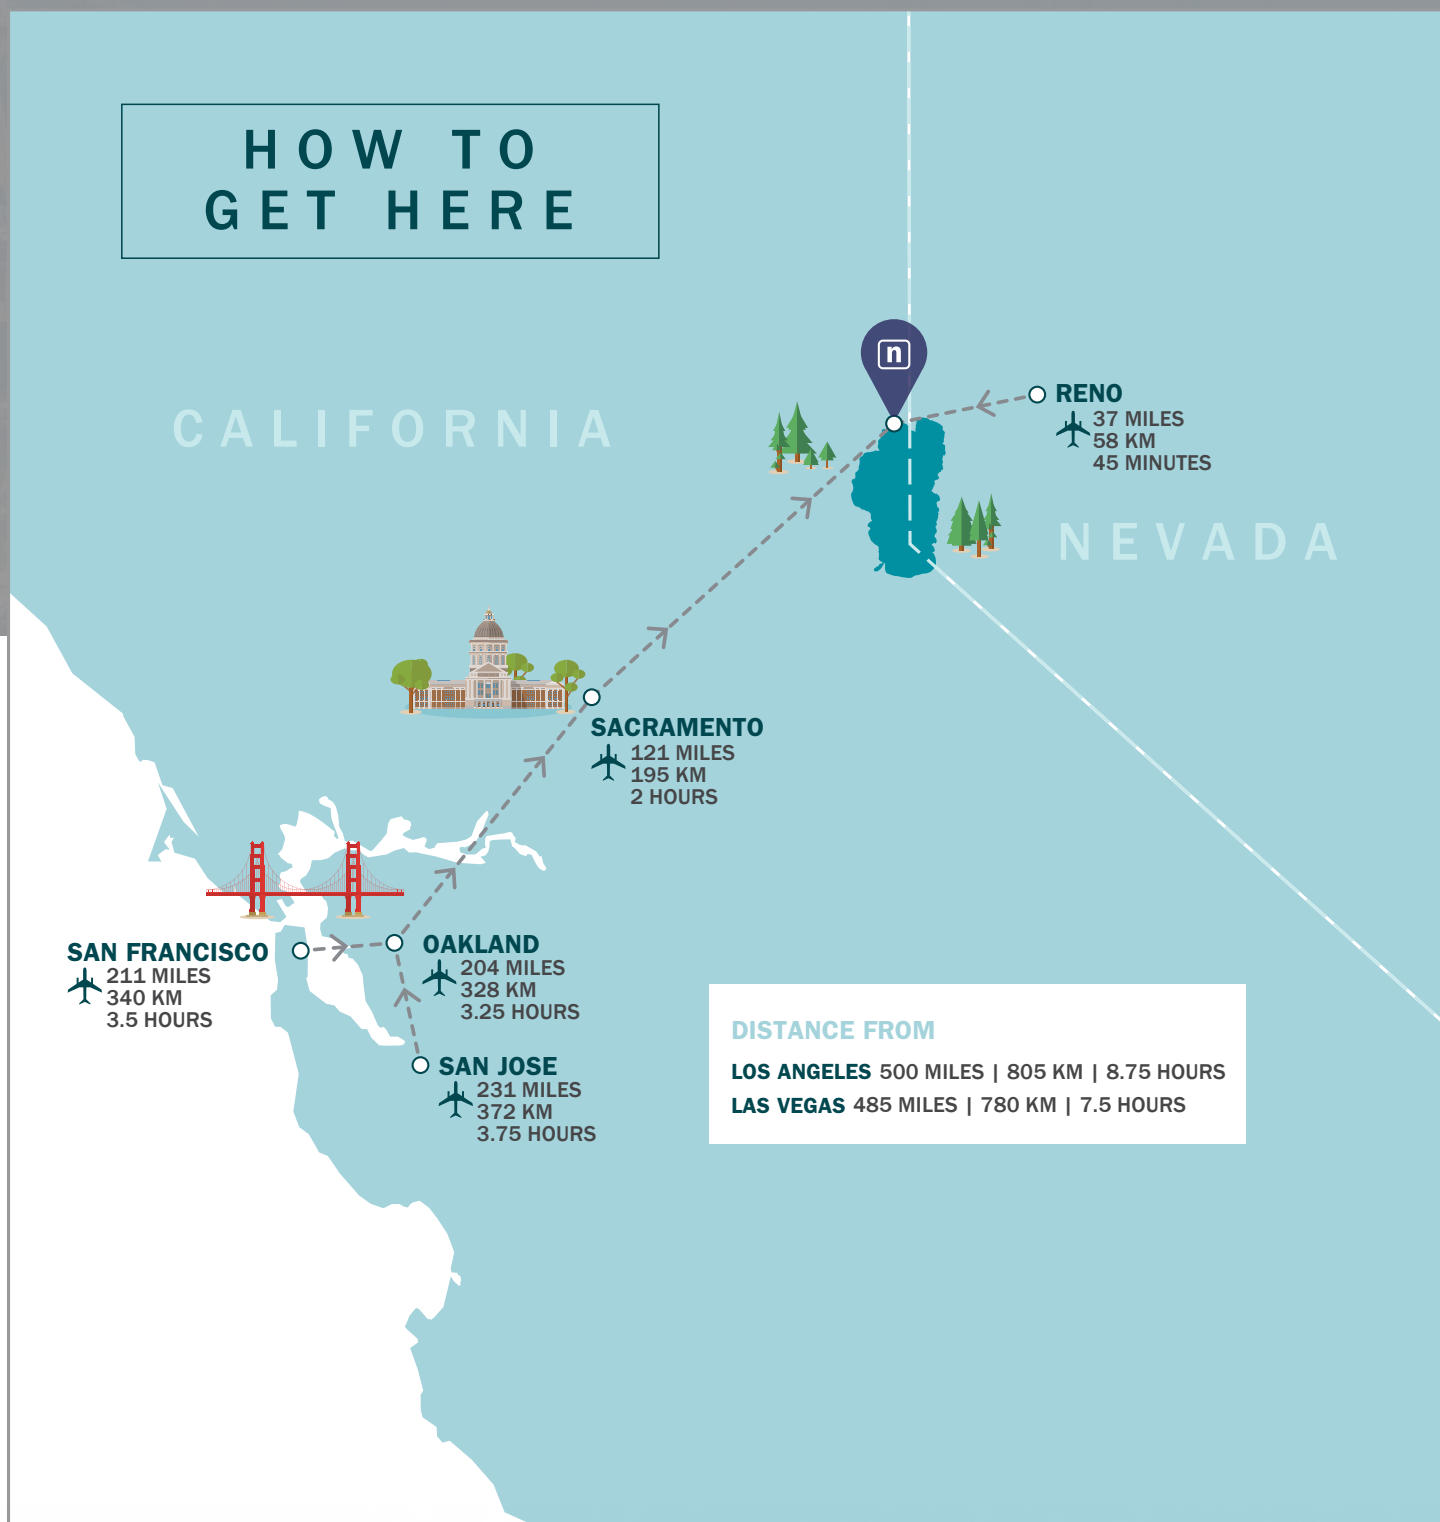 HOW TO
GET HERE
CALIFORNIA
n
RENO
37 MILES
58 KM
45 MINUTES
NEVADA
SACRAMENTO
121 MILES
195 KM
2 HOURS
SAN FRANCISCO
211 MILES
340 KM
3.5 HOURS
OAKLAND
204 MILES
328 KM
3.25 HOURS
SAN JOSE
231 MILES
372 KM
3.75 HOURS
DISTANCE FROM
LOS ANGELES 500 MILES | 805 KM | 8.75 HOURS
LAS VEGAS 485 MILES | 780 KM | 7.5 HOURS